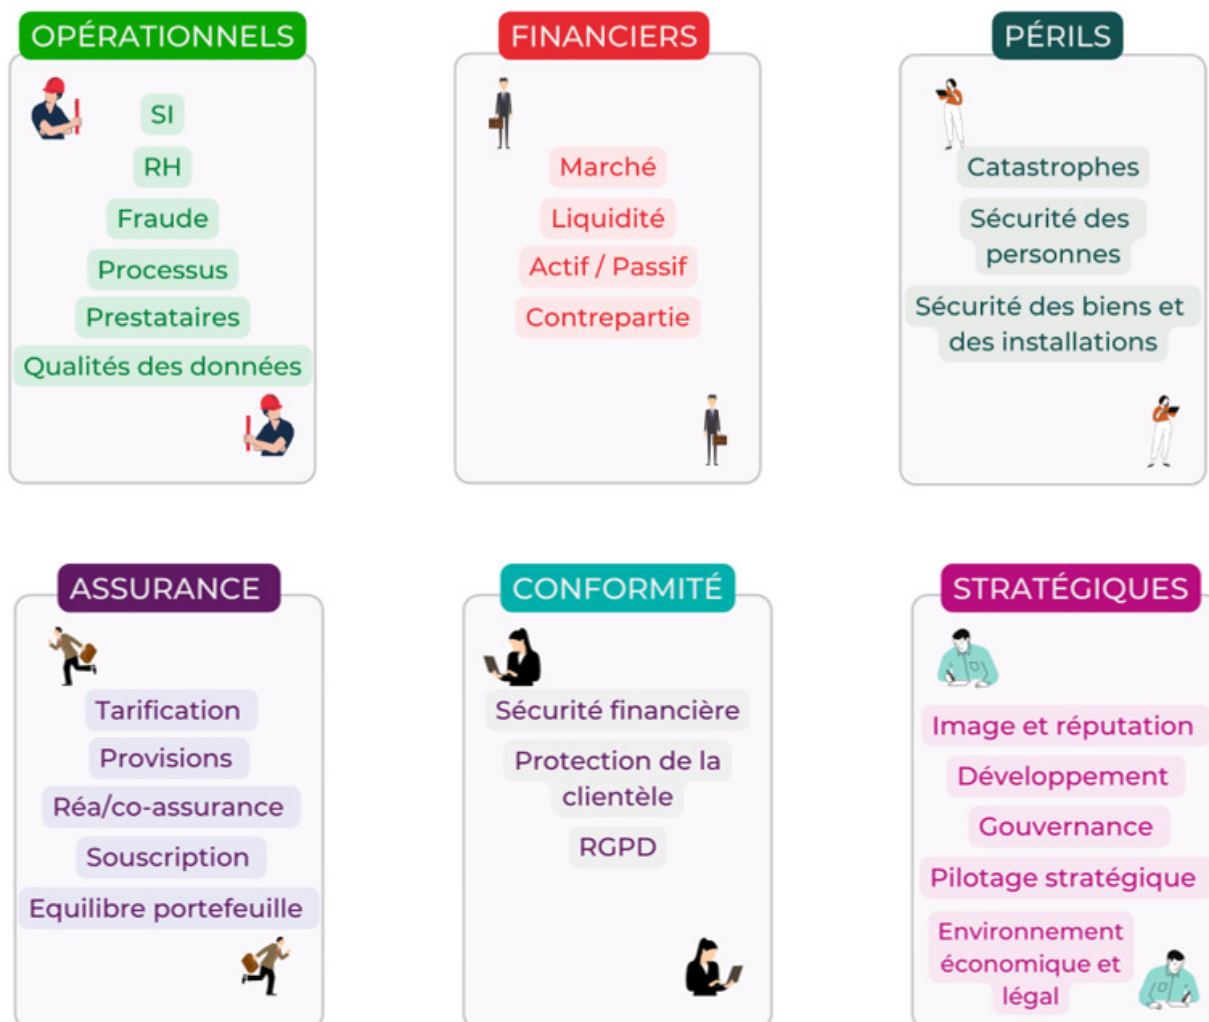 OPÉRATIONNELS
SI
RH
Fraude
Processus
Prestataires
Qualités des données
FINANCIERS
Marché
Liquidité
Actif / Passif
Contrepartie
PÉRILS
Catastrophes
Sécurité des
personnes
Sécurité des biens et
des installations
ASSURANCE
Tarification
Provisions
Réa/co-assurance
Souscription
Equilibre portefeuille
CONFORMITÉ
Sécurité financière
Protection de la
clientèle
RGPD
STRATÉGIQUES
Image et réputation
Développement
Gouvernance
Pilotage stratégique
Environnement
économique et
légal